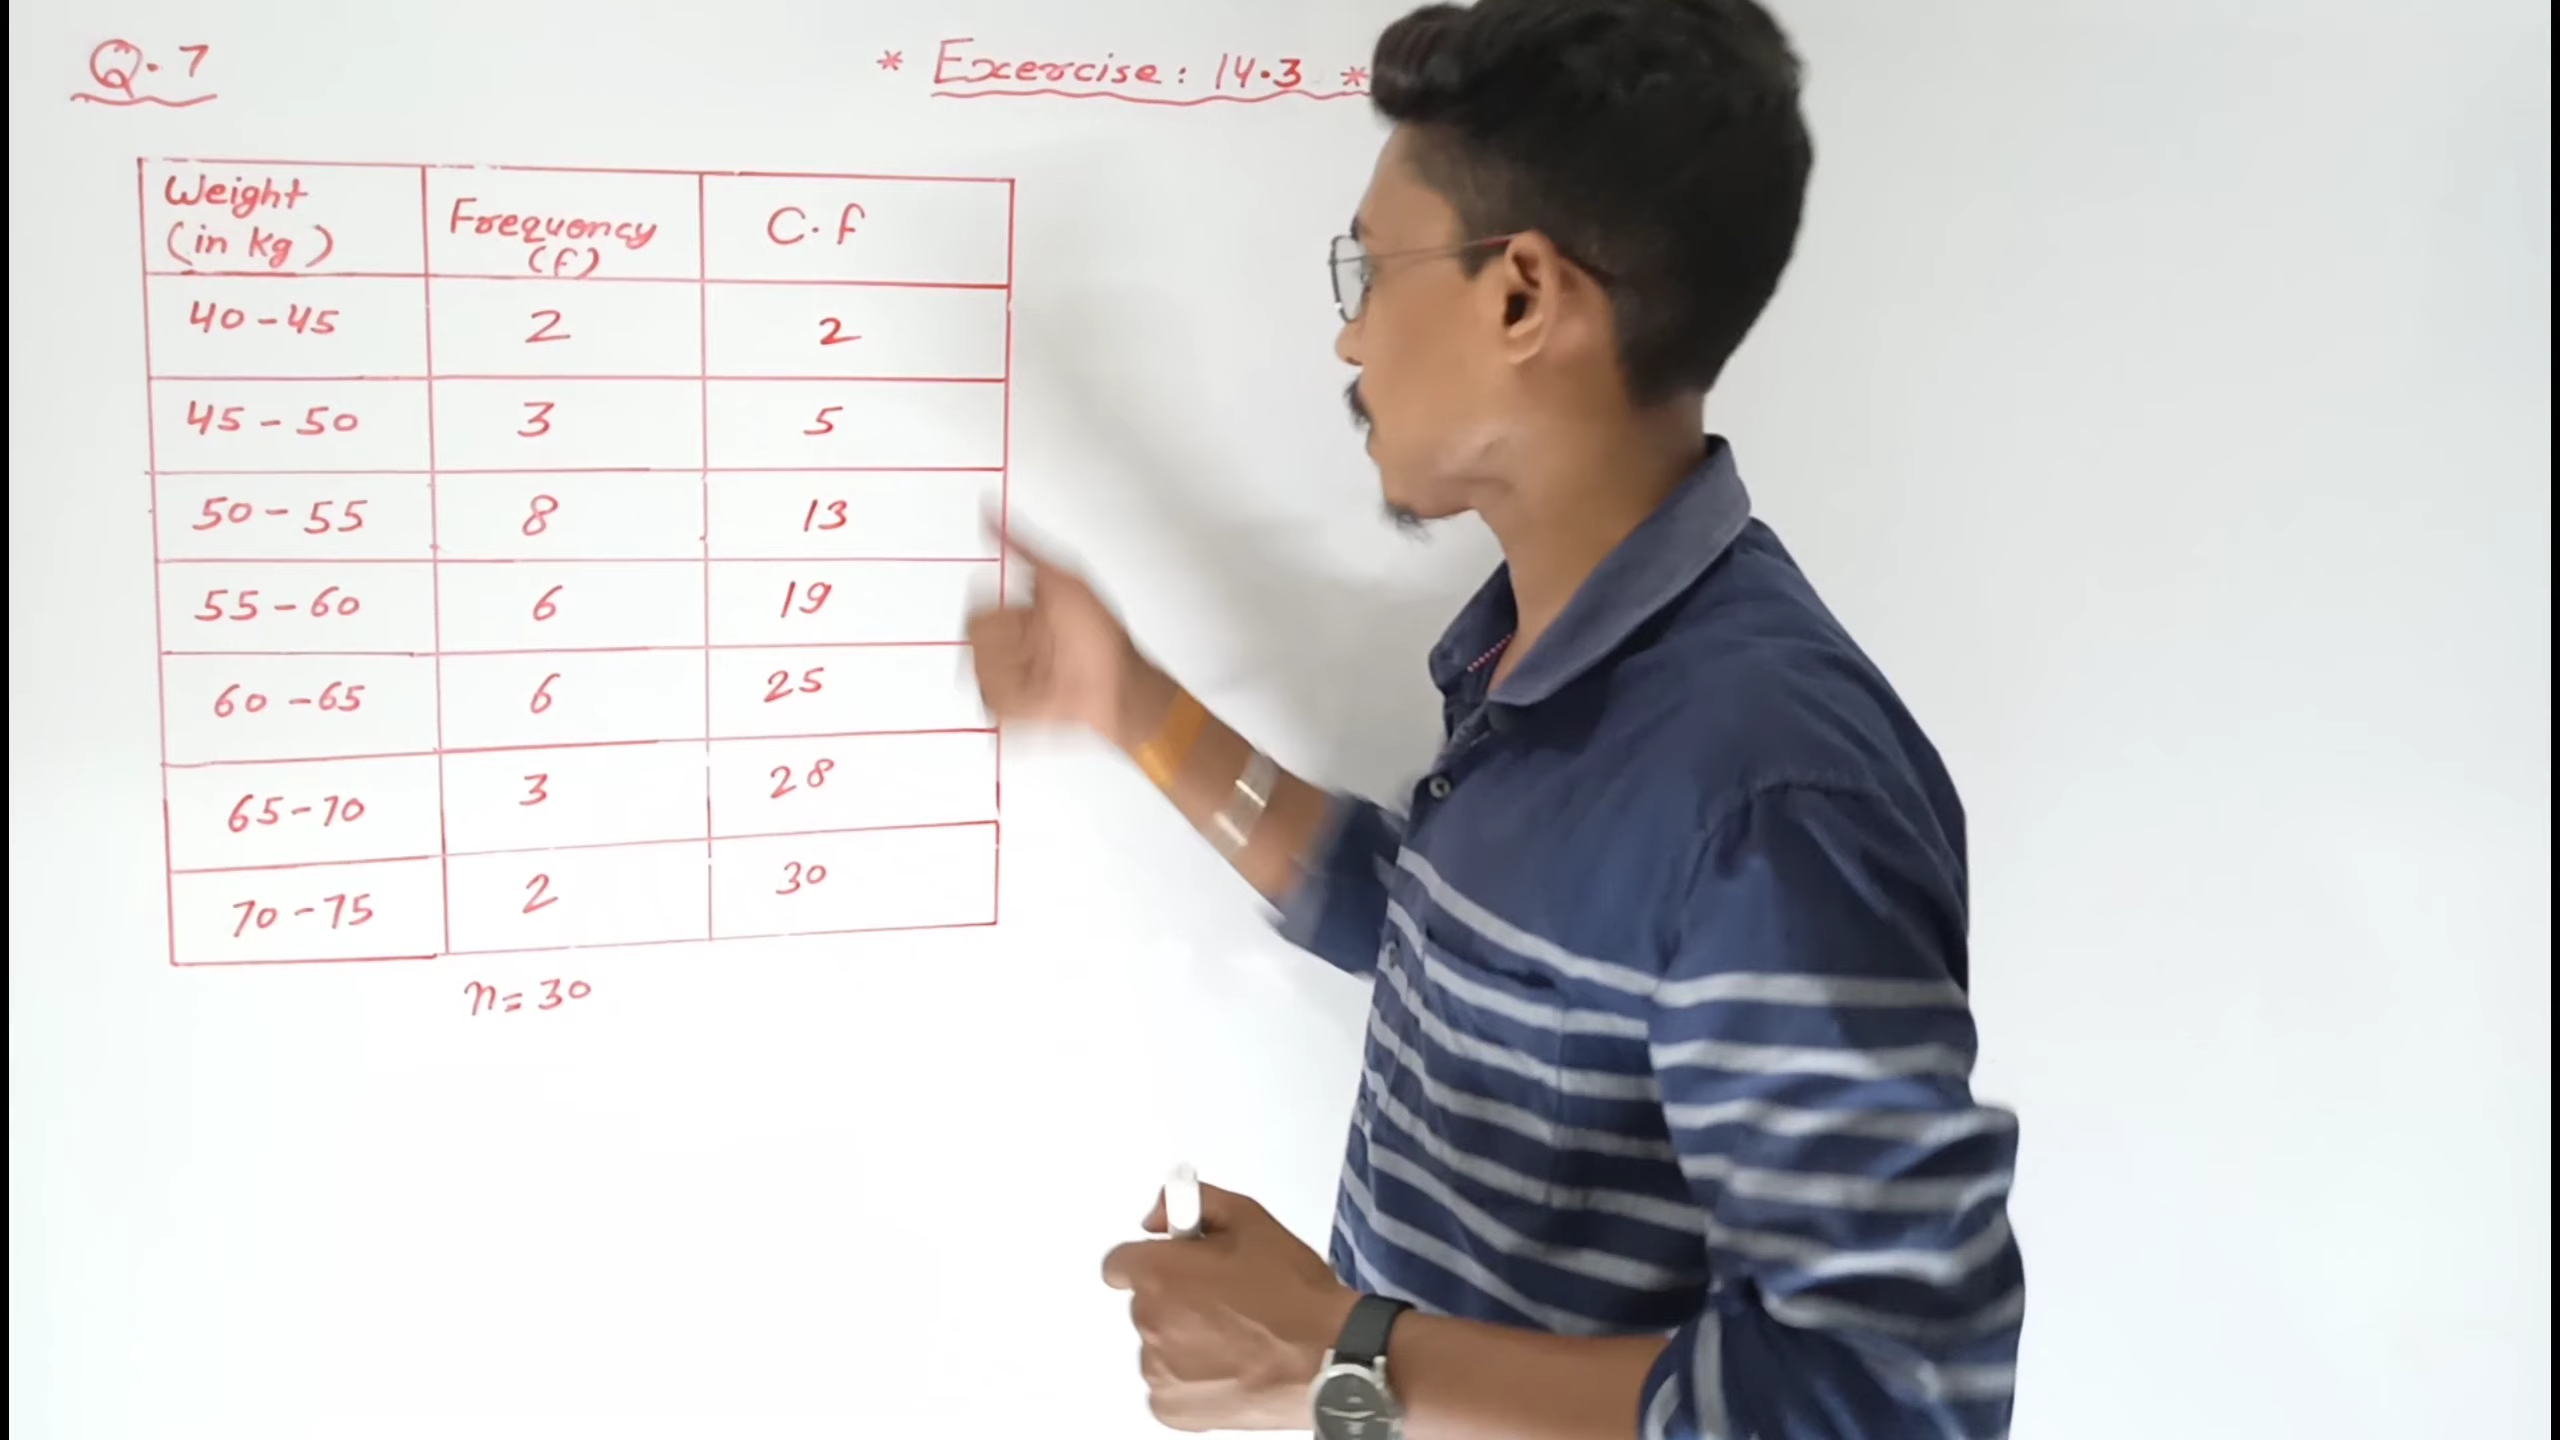 Q.7
* Excercise: 14.3 *
Weight (in kg) Frequency (f) C.f
40-45 2 2
45-50 3 5
50-55 8 13
55-60 6 19
60-65 6 25
65-70 3 28
70-75 2 30
n=30